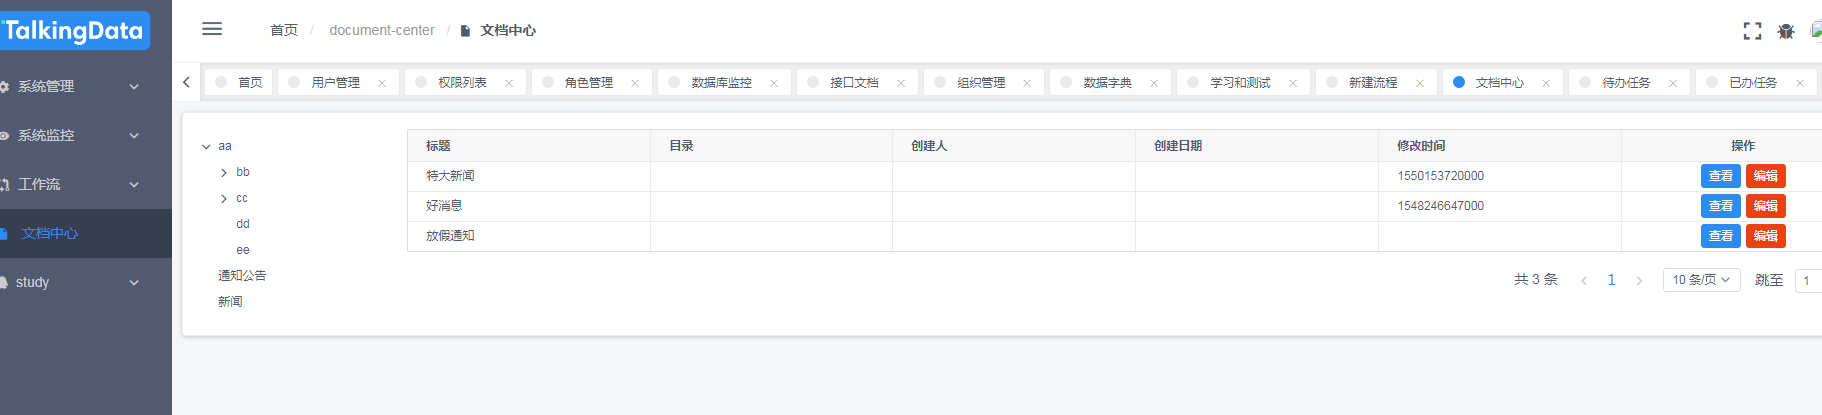 TalkingData
首页 / document-center / 文档中心
首页 用户管理 权限列表 角色管理 数据库监控 接口文档 组织管理 数据字典 学习和测试 新建流程 文档中心 待办任务 已办任务
系统管理
系统监控
工作流
文档中心
study
aa
bb
cc
dd
ee
通知公告
新闻
标题 目录 创建人 创建日期 修改时间 操作
特大新闻 1550153720000 查看 编辑
好消息 1548246647000 查看 编辑
放假通知 查看 编辑
共 3 条 1 10 条/页 跳至 1